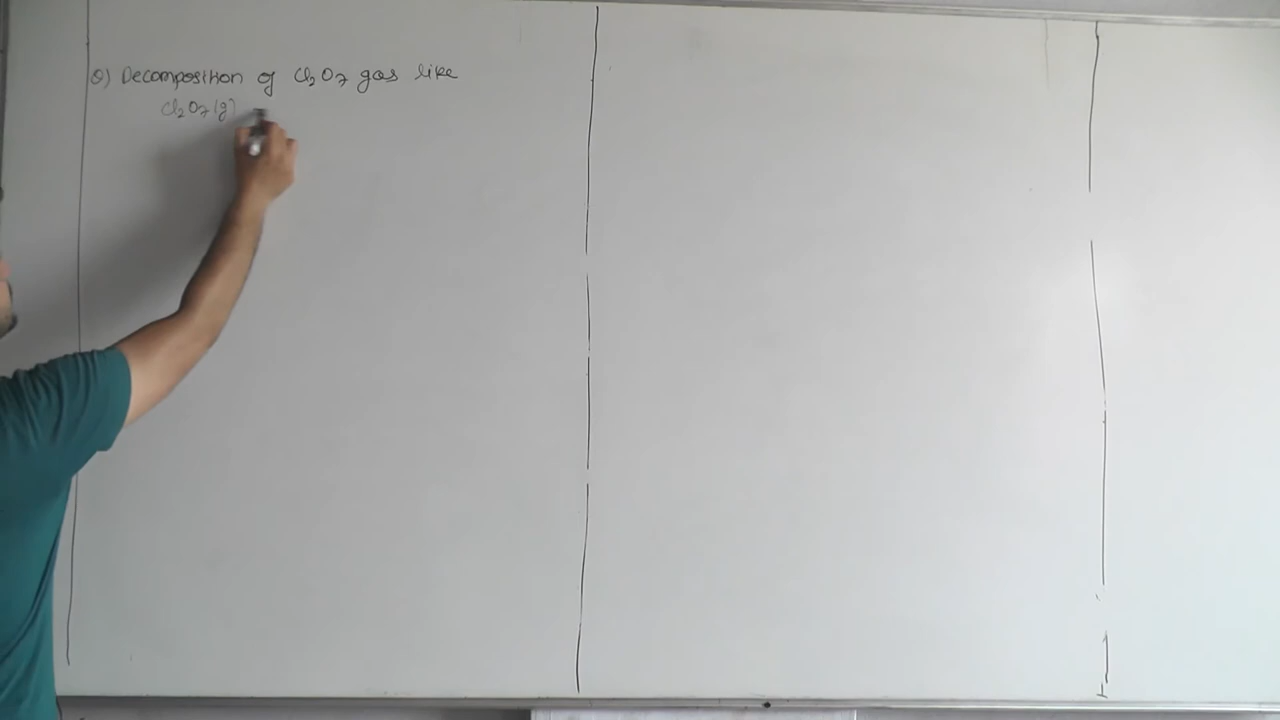 Q) Decomposition of Cl₂O₇ gas like
Cl₂O₇(g)